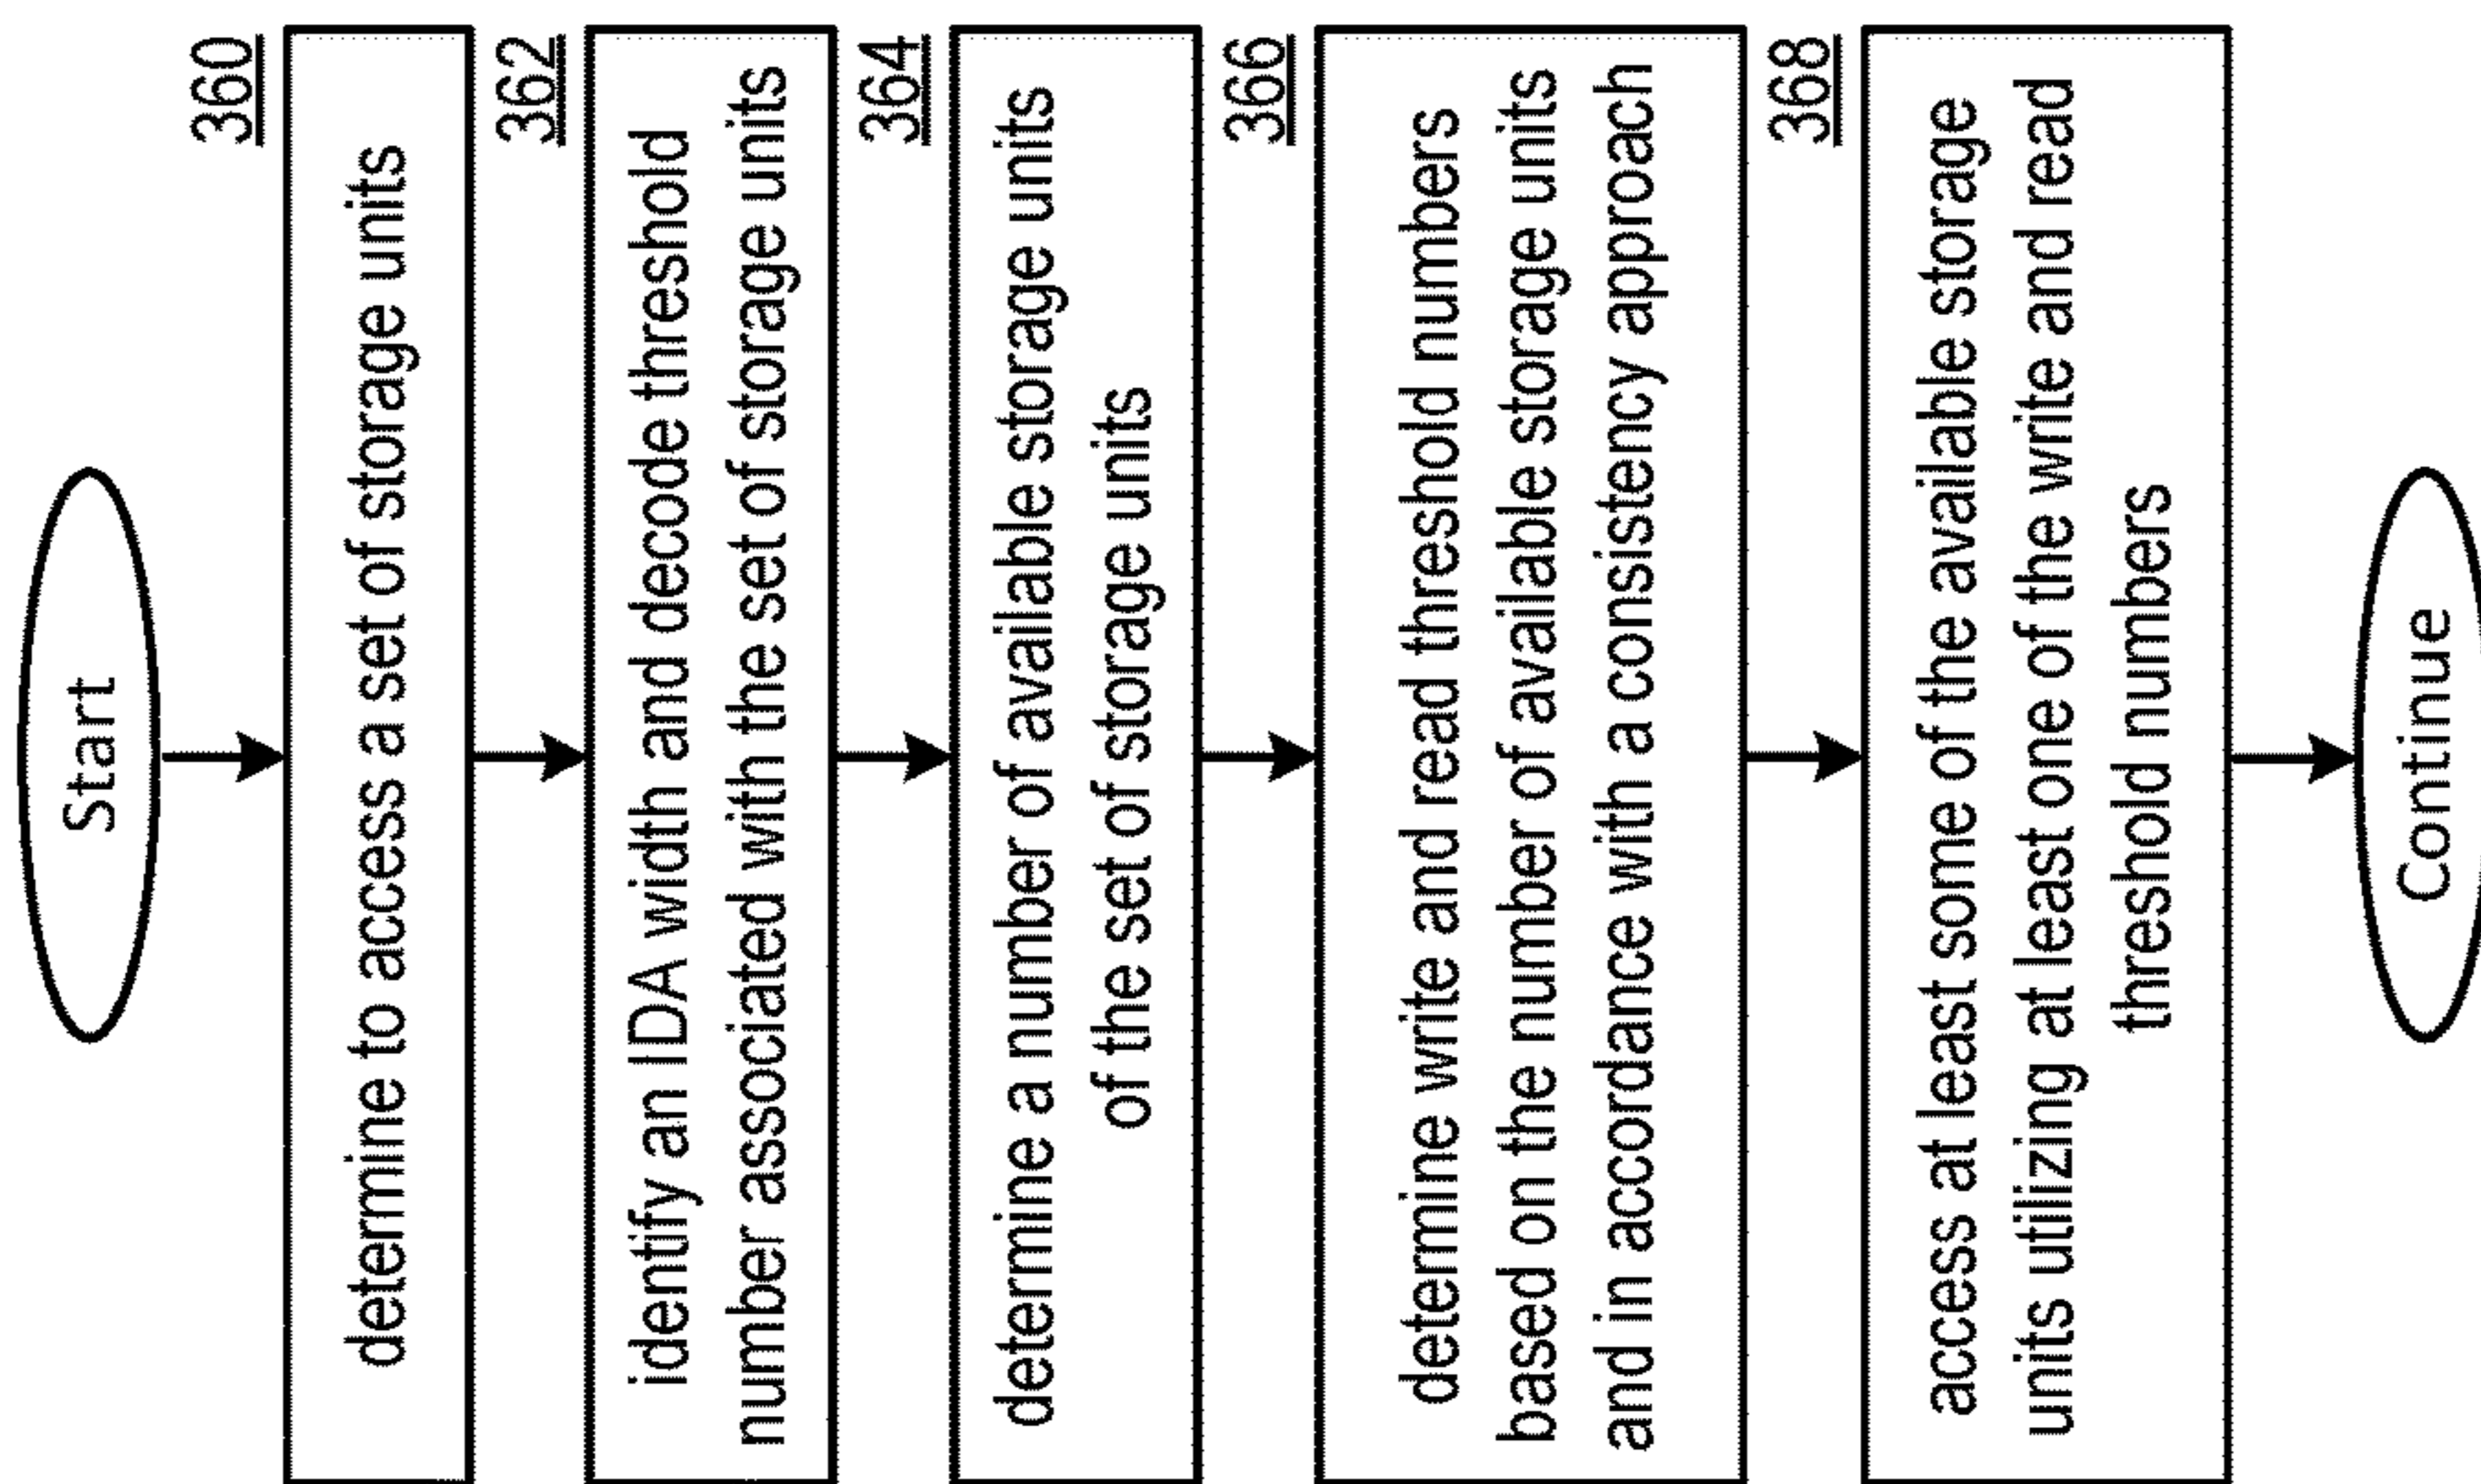 Start
360
determine to access a set of storage units
362
identify an IDA width and decode threshold
number associated with the set of storage units
364
determine a number of available storage units
of the set of storage units
366
determine write and read threshold numbers
based on the number of available storage units
and in accordance with a consistency approach
368
access at least some of the available storage
units utilizing at least one of the write and read
threshold numbers
Continue